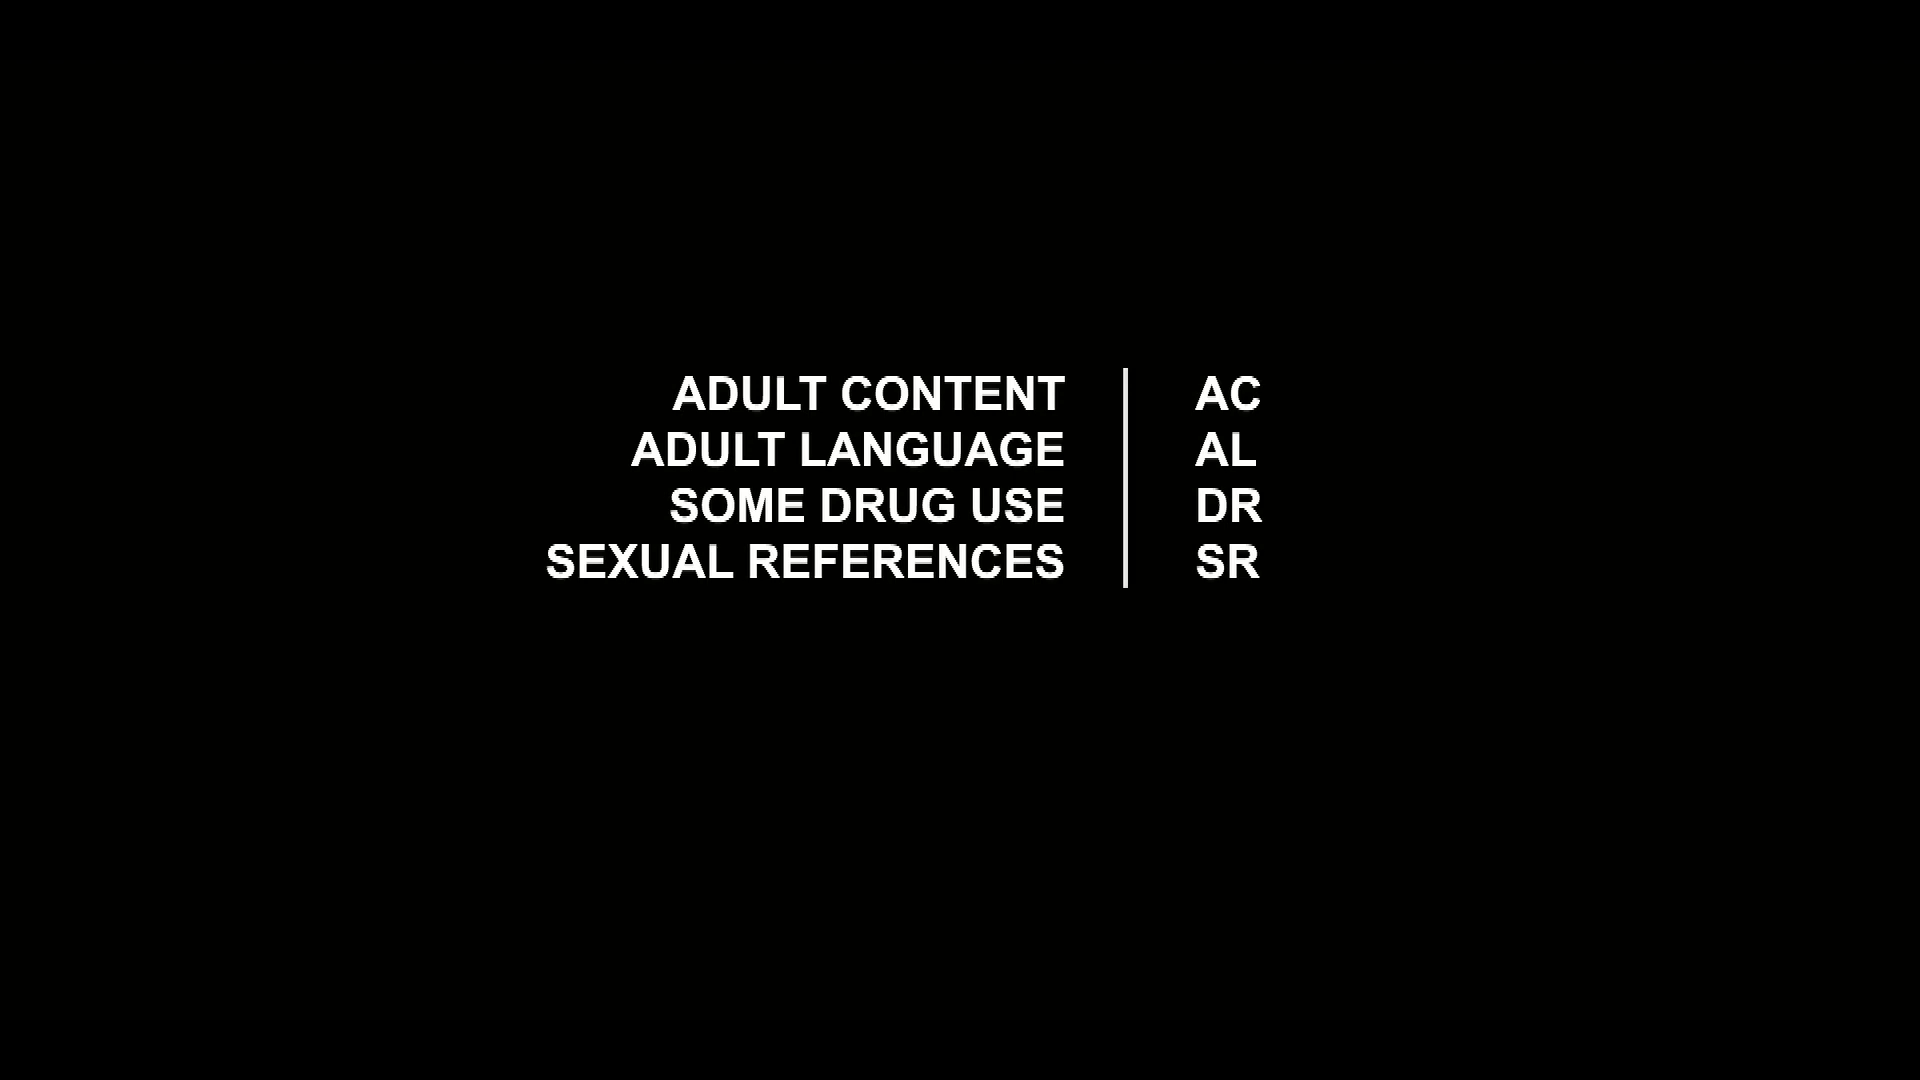 ADULT CONTENT | AC
ADULT LANGUAGE | AL
SOME DRUG USE | DR
SEXUAL REFERENCES | SR